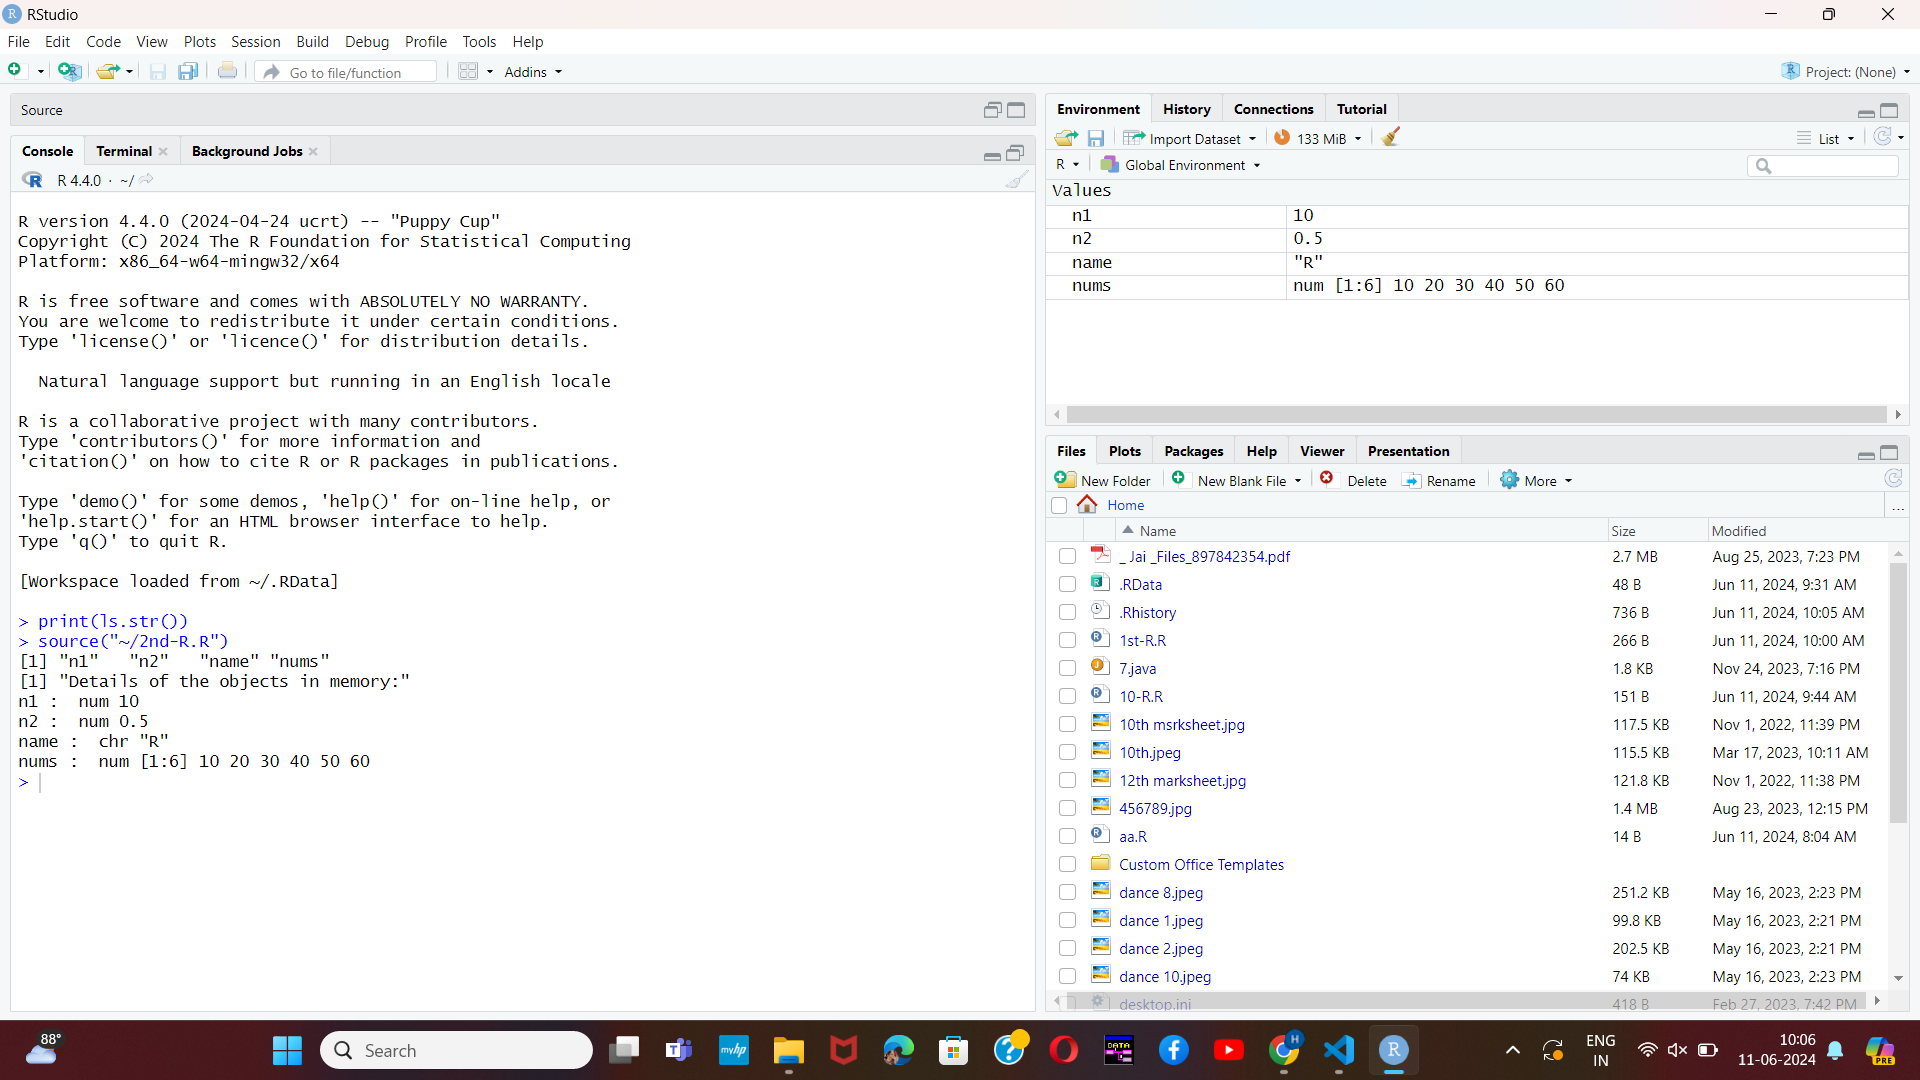 RStudio
File Edit Code View Plots Session Build Debug Profile Tools Help
Go to file/function Addins Project: (None)
Source
Console Terminal Background Jobs
R 4.4.0 · ~/
R version 4.4.0 (2024-04-24 ucrt) -- "Puppy Cup"
Copyright (C) 2024 The R Foundation for Statistical Computing
Platform: x86_64-w64-mingw32/x64
R is free software and comes with ABSOLUTELY NO WARRANTY.
You are welcome to redistribute it under certain conditions.
Type 'license()' or 'licence()' for distribution details.
Natural language support but running in an English locale
R is a collaborative project with many contributors.
Type 'contributors()' for more information and
'citation()' on how to cite R or R packages in publications.
Type 'demo()' for some demos, 'help()' for on-line help, or
'help.start()' for an HTML browser interface to help.
Type 'q()' to quit R.
[Workspace loaded from ~/.RData]
> print(ls.str())
> source("~/2nd-R.R")
[1] "n1"   "n2"   "name" "nums"
[1] "Details of the objects in memory:"
n1 :  num 10
n2 :  num 0.5
name :  chr "R"
nums :  num [1:6] 10 20 30 40 50 60
>
Environment History Connections Tutorial
Import Dataset 133 MiB List
R Global Environment
Values
n1 10
n2 0.5
name "R"
nums num [1:6] 10 20 30 40 50 60
Files Plots Packages Help Viewer Presentation
New Folder New Blank File Delete Rename More
Home ...
Name Size Modified
_ Jai _Files_897842354.pdf 2.7 MB Aug 25, 2023, 7:23 PM
.RData 48 B Jun 11, 2024, 9:31 AM
.Rhistory 736 B Jun 11, 2024, 10:05 AM
1st-R.R 266 B Jun 11, 2024, 10:00 AM
7.java 1.8 KB Nov 24, 2023, 7:16 PM
10-R.R 151 B Jun 11, 2024, 9:44 AM
10th msrksheet.jpg 117.5 KB Nov 1, 2022, 11:39 PM
10th.jpeg 115.5 KB Mar 17, 2023, 10:11 AM
12th marksheet.jpg 121.8 KB Nov 1, 2022, 11:38 PM
456789.jpg 1.4 MB Aug 23, 2023, 12:15 PM
aa.R 14 B Jun 11, 2024, 8:04 AM
Custom Office Templates
dance 8.jpeg 251.2 KB May 16, 2023, 2:23 PM
dance 1.jpeg 99.8 KB May 16, 2023, 2:21 PM
dance 2.jpeg 202.5 KB May 16, 2023, 2:21 PM
dance 10.jpeg 74 KB May 16, 2023, 2:23 PM
desktop.ini 418 B Feb 27, 2023, 7:42 PM
88° Search myhp DATA H R ENG 10:06
IN 11-06-2024 PRE